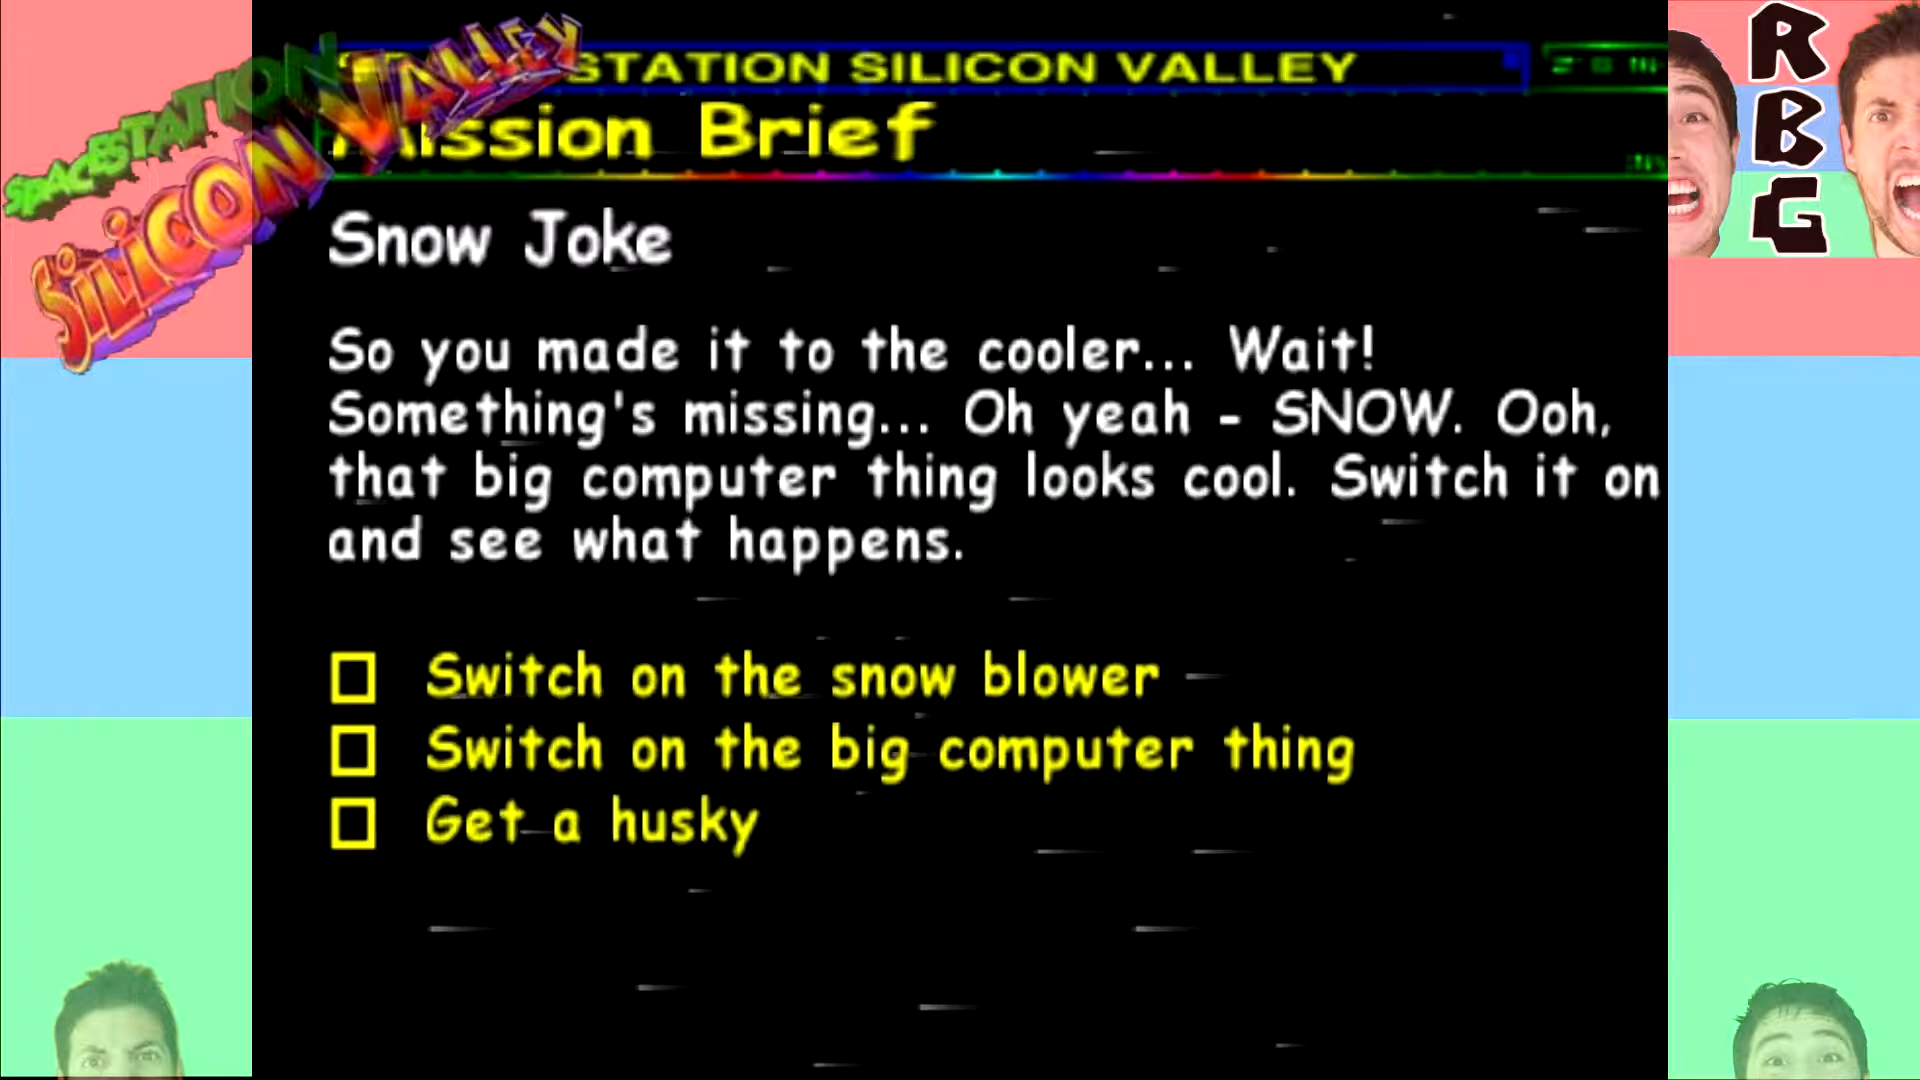 SPACESTATION
SILICON VALLEY
STATION SILICON VALLEY
Mission Brief
RBG
Snow Joke
So you made it to the cooler... Wait!
Something's missing... Oh yeah - SNOW. Ooh,
that big computer thing looks cool. Switch it on
and see what happens.
Switch on the snow blower
Switch on the big computer thing
Get a husky